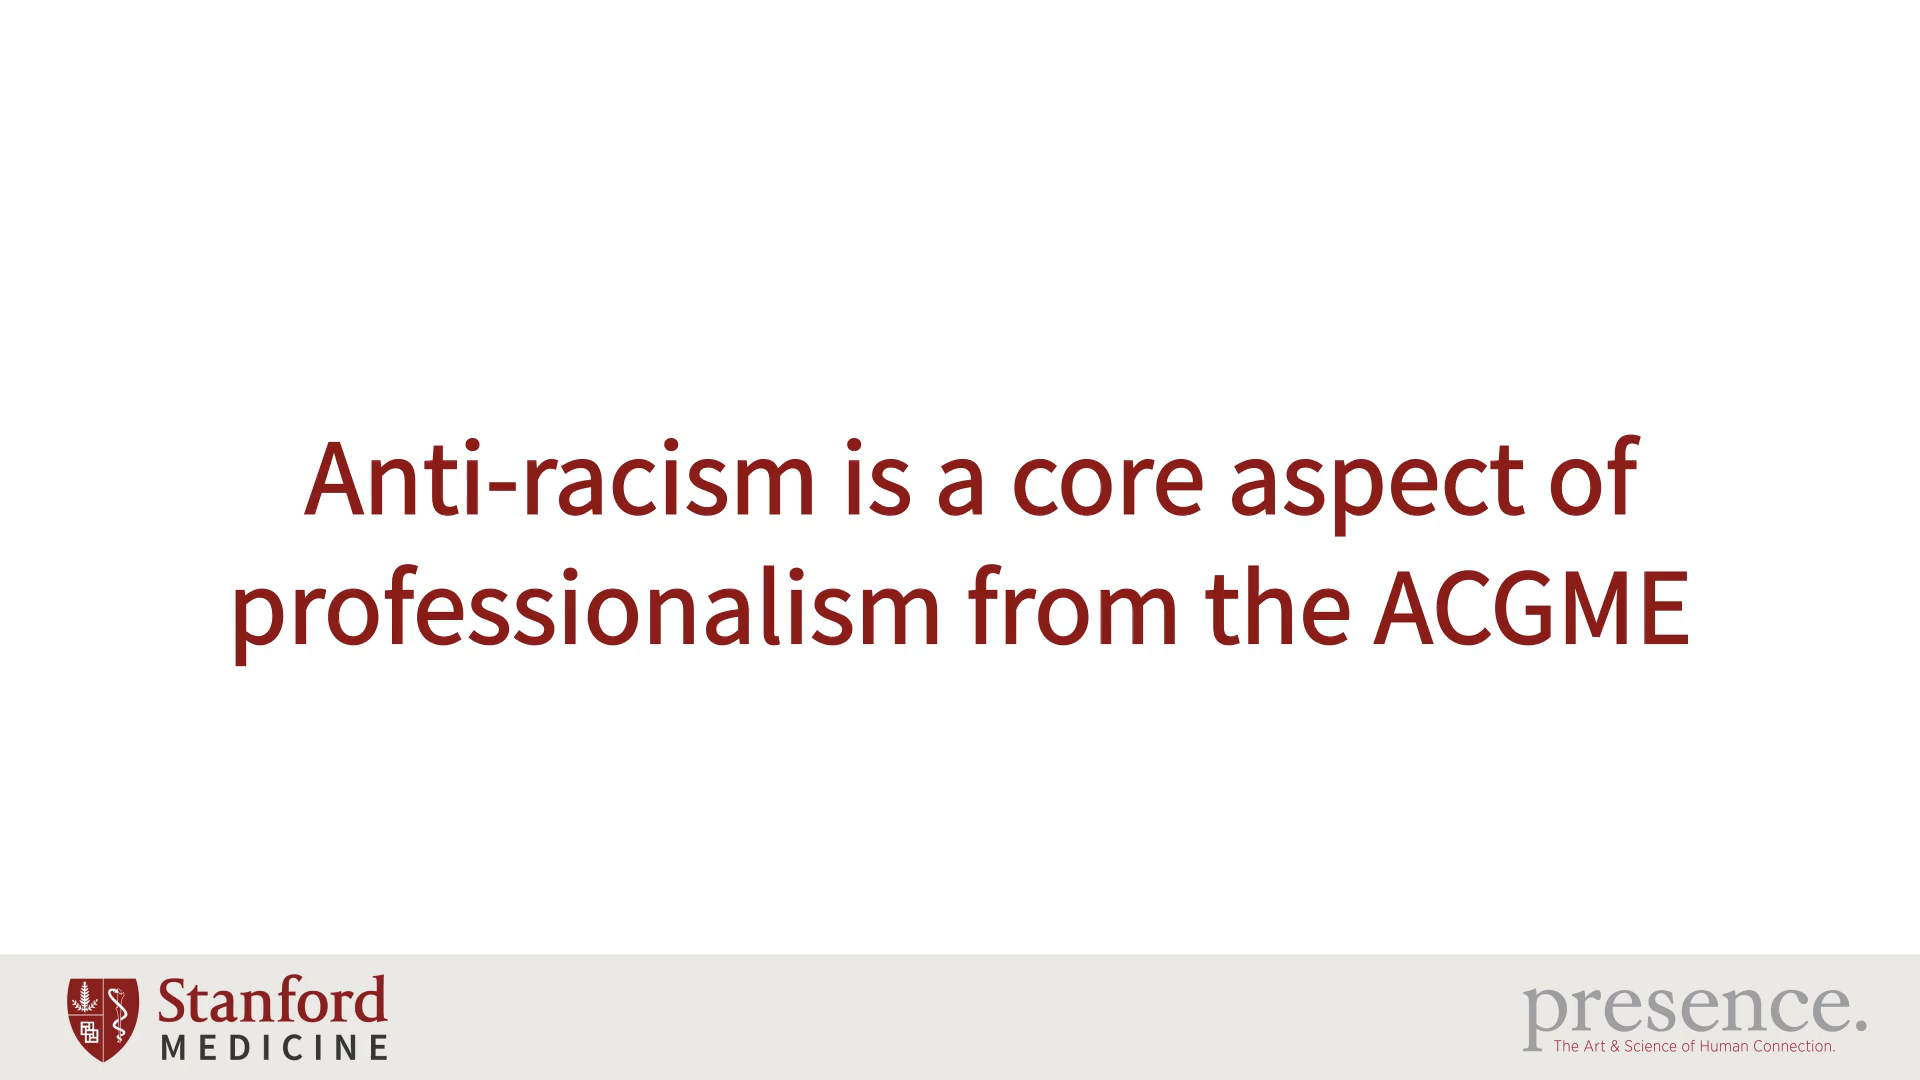 Anti-racism is a core aspect of
professionalism from the ACGME
Stanford
MEDICINE
presence.
The Art & Science of Human Connection.